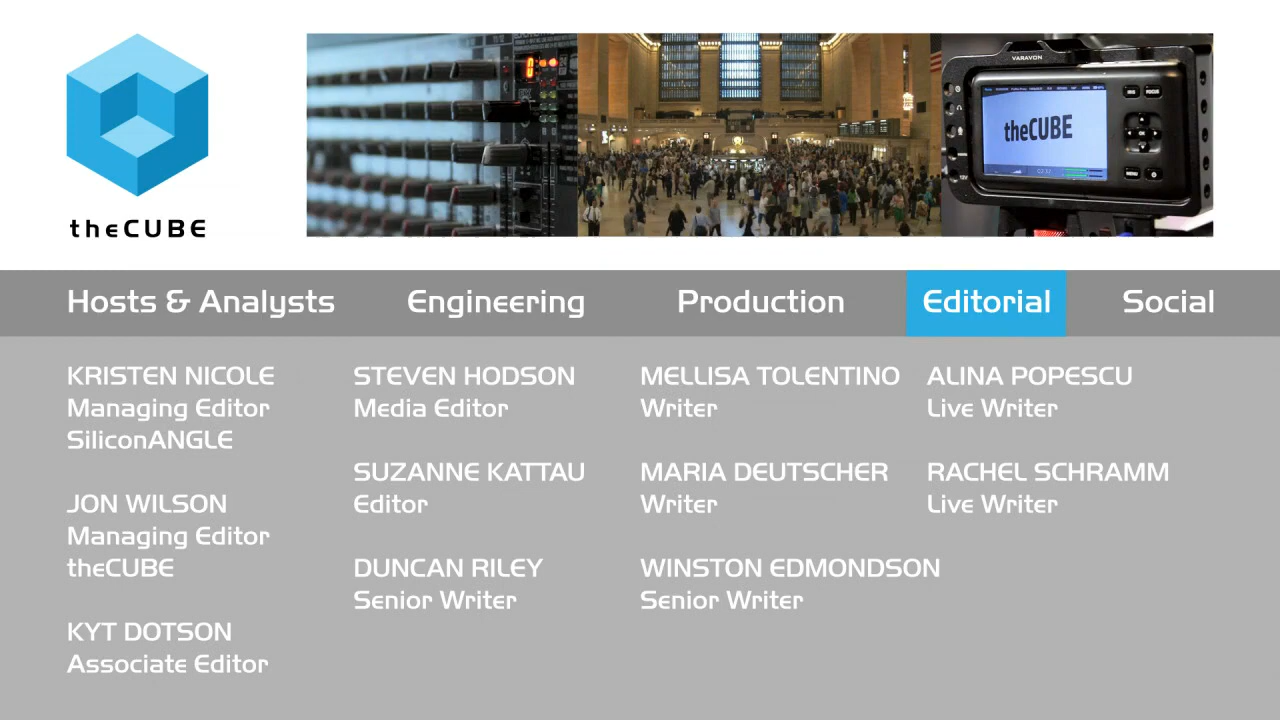 theCUBE
VARAVON
theCUBE
Hosts & Analysts
Engineering
Production
Editorial
Social
KRISTEN NICOLE
Managing Editor
SiliconANGLE
JON WILSON
Managing Editor
theCUBE
KYT DOTSON
Associate Editor
STEVEN HODSON
Media Editor
SUZANNE KATTAU
Editor
DUNCAN RILEY
Senior Writer
MELLISA TOLENTINO
Writer
MARIA DEUTSCHER
Writer
WINSTON EDMONDSON
Senior Writer
ALINA POPESCU
Live Writer
RACHEL SCHRAMM
Live Writer